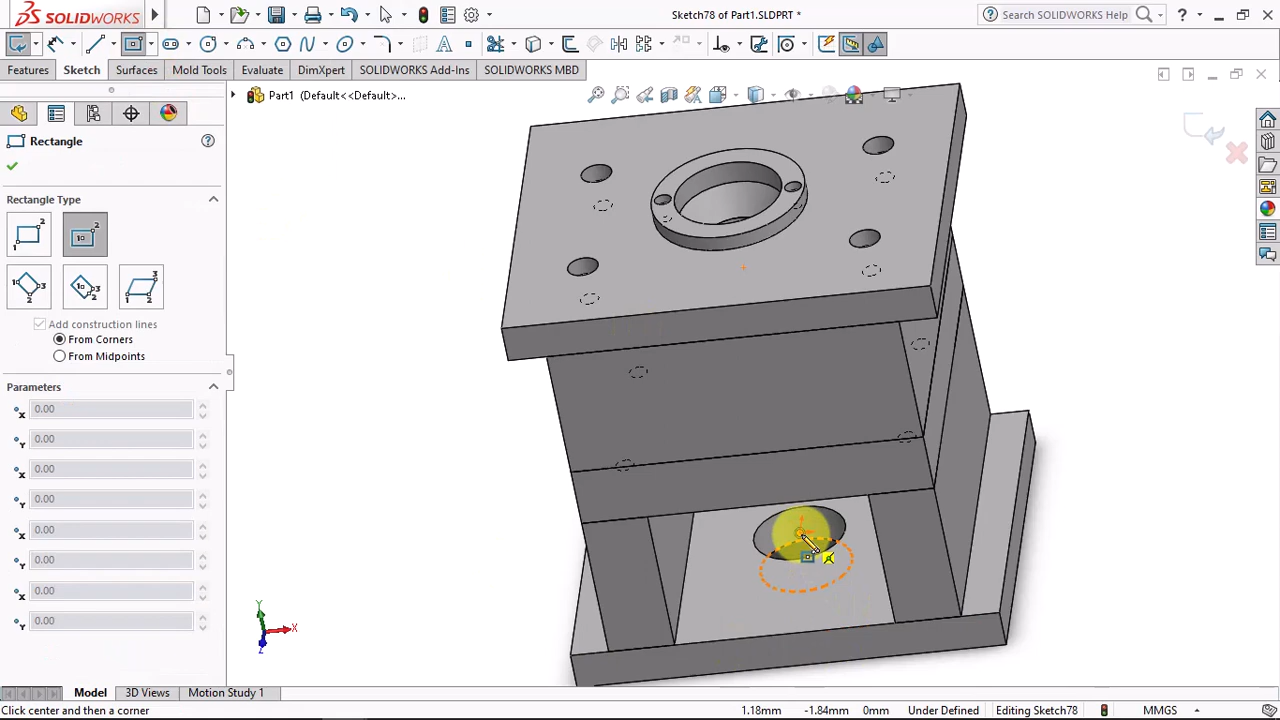 SOLIDWORKS
Sketch78 of Part1.SLDPRT *
Search SOLIDWORKS Help
?
A
Features
Sketch
Surfaces
Mold Tools
Evaluate
DimXpert
SOLIDWORKS Add-Ins
SOLIDWORKS MBD
Part1 (Default<<Default>...
Rectangle
?
Rectangle Type
Add construction lines
From Corners
From Midpoints
Parameters
x 0.00
Y 0.00
x 0.00
Y 0.00
x 0.00
Y 0.00
x 0.00
Y 0.00
Y
X
Z
Model
3D Views
Motion Study 1
Click center and then a corner
1.18mm
-1.84mm
0mm
Under Defined
Editing Sketch78
MMGS